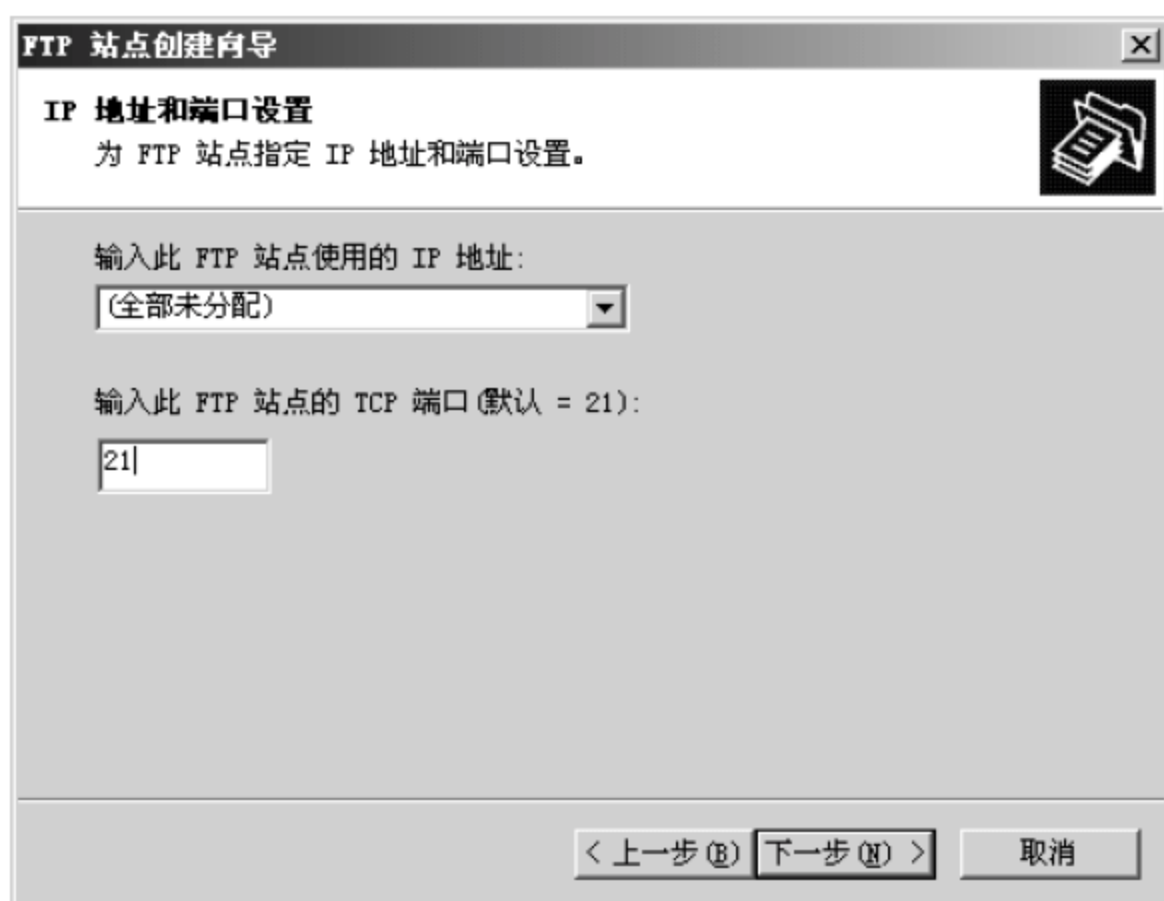 FTP 站点创建向导
IP 地址和端口设置
为 FTP 站点指定 IP 地址和端口设置。
输入此 FTP 站点使用的 IP 地址:
(全部未分配)
输入此 FTP 站点的 TCP 端口(默认 = 21):
21
< 上一步(B) 下一步(N) > 取消